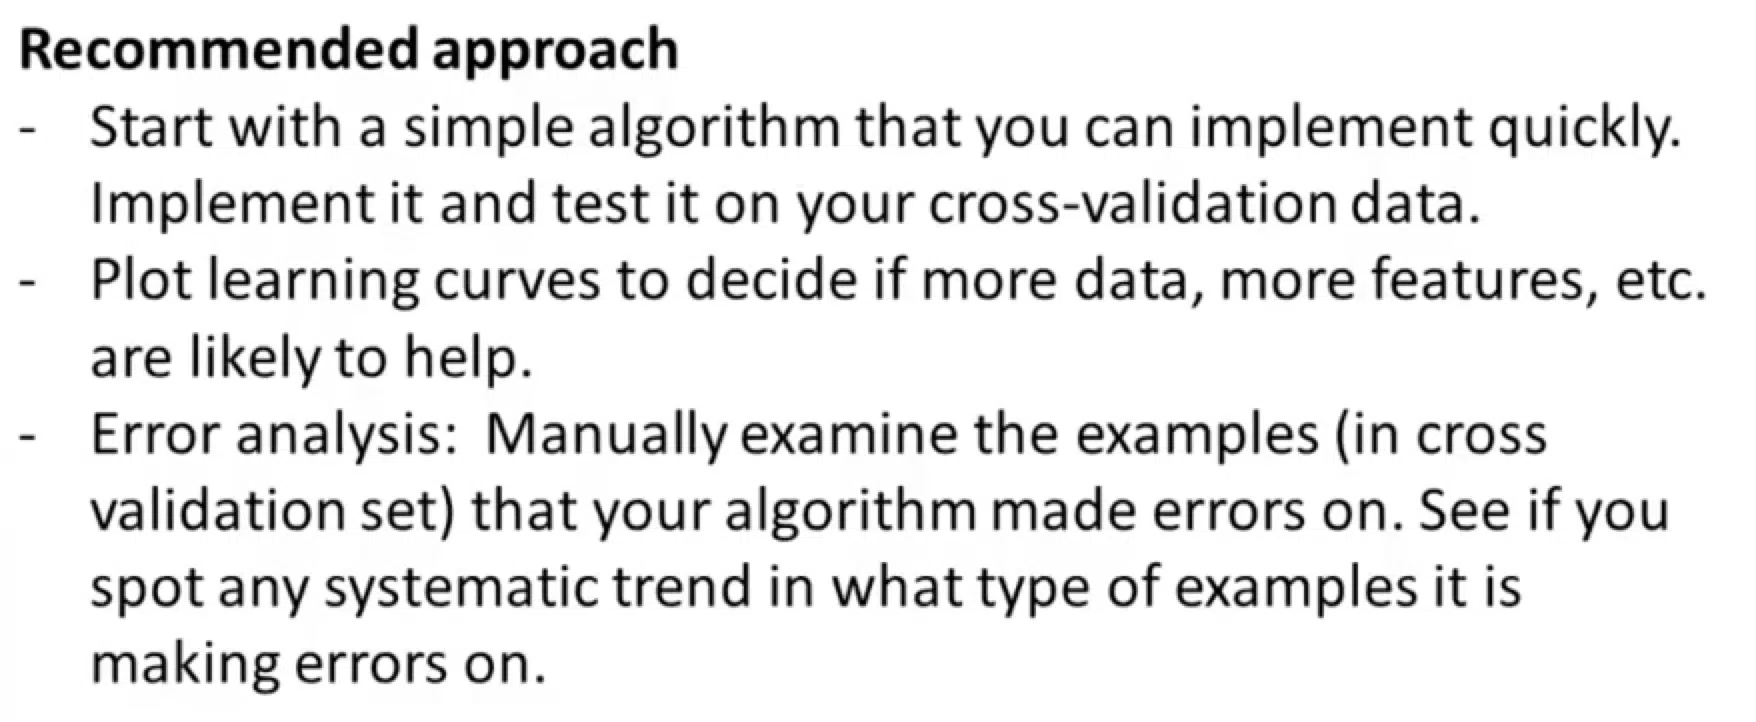 Recommended approach
- Start with a simple algorithm that you can implement quickly.
Implement it and test it on your cross-validation data.
- Plot learning curves to decide if more data, more features, etc.
are likely to help.
- Error analysis: Manually examine the examples (in cross
validation set) that your algorithm made errors on. See if you
spot any systematic trend in what type of examples it is
making errors on.